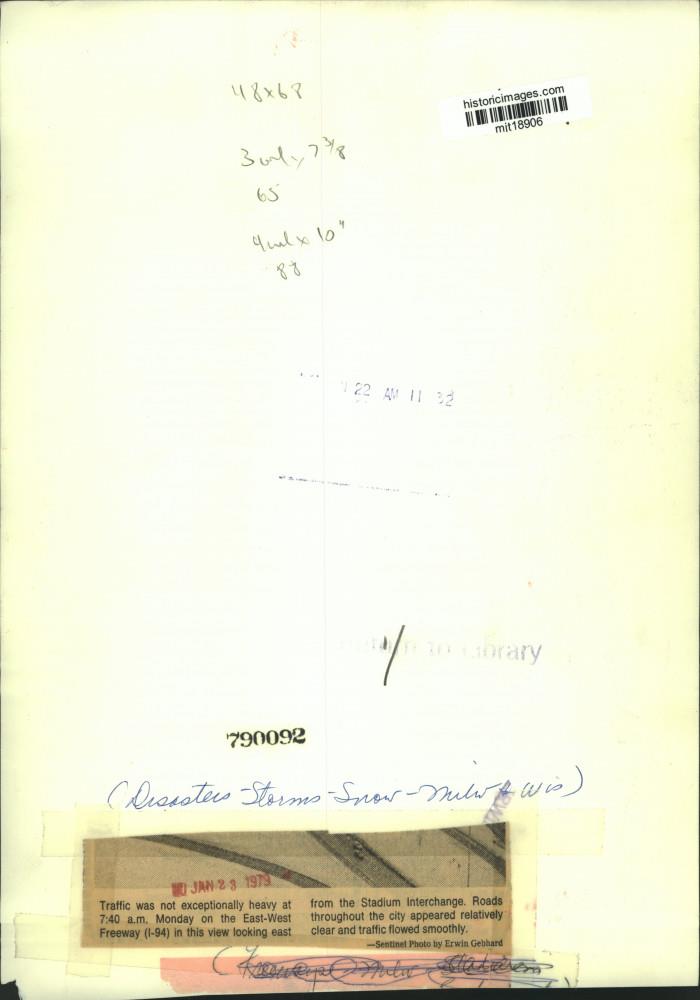 48x68
historicimages.com
mit18906
3 col x 7 3/8
65
4 col x 10"
88
22 AM 11 32
Return to Library
790092
(Disasters - Storms - Snow - Milw & Wis)
JAN 23 1979
Traffic was not exceptionally heavy at
7:40 a.m. Monday on the East-West
Freeway (I-94) in this view looking east
from the Stadium Interchange. Roads
throughout the city appeared relatively
clear and traffic flowed smoothly.
—Sentinel Photo by Erwin Gebhard